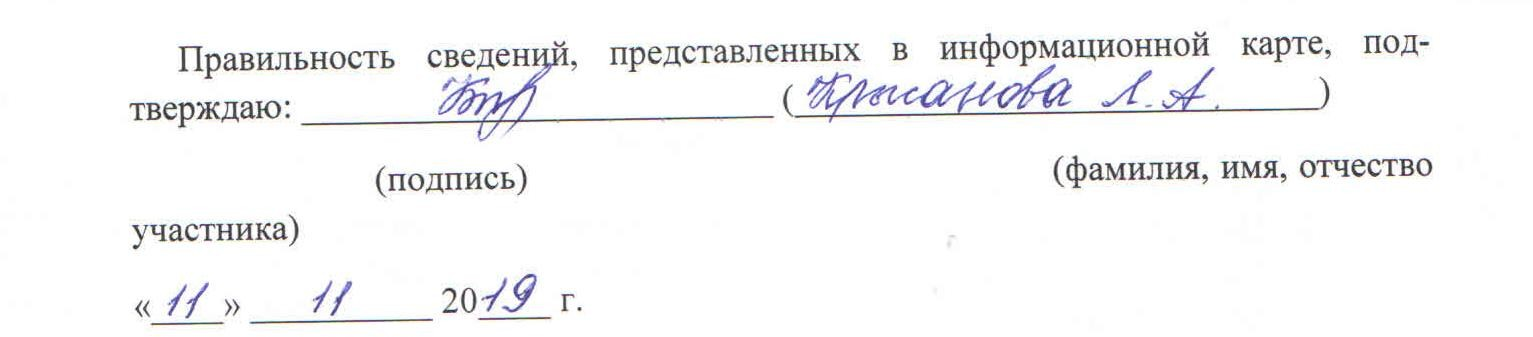 Правильность сведений, представленных в информационной карте, под-
тверждаю: ____________ (Крысанова Л. А.)
(подпись) (фамилия, имя, отчество
участника)
«11» 11 2019 г.